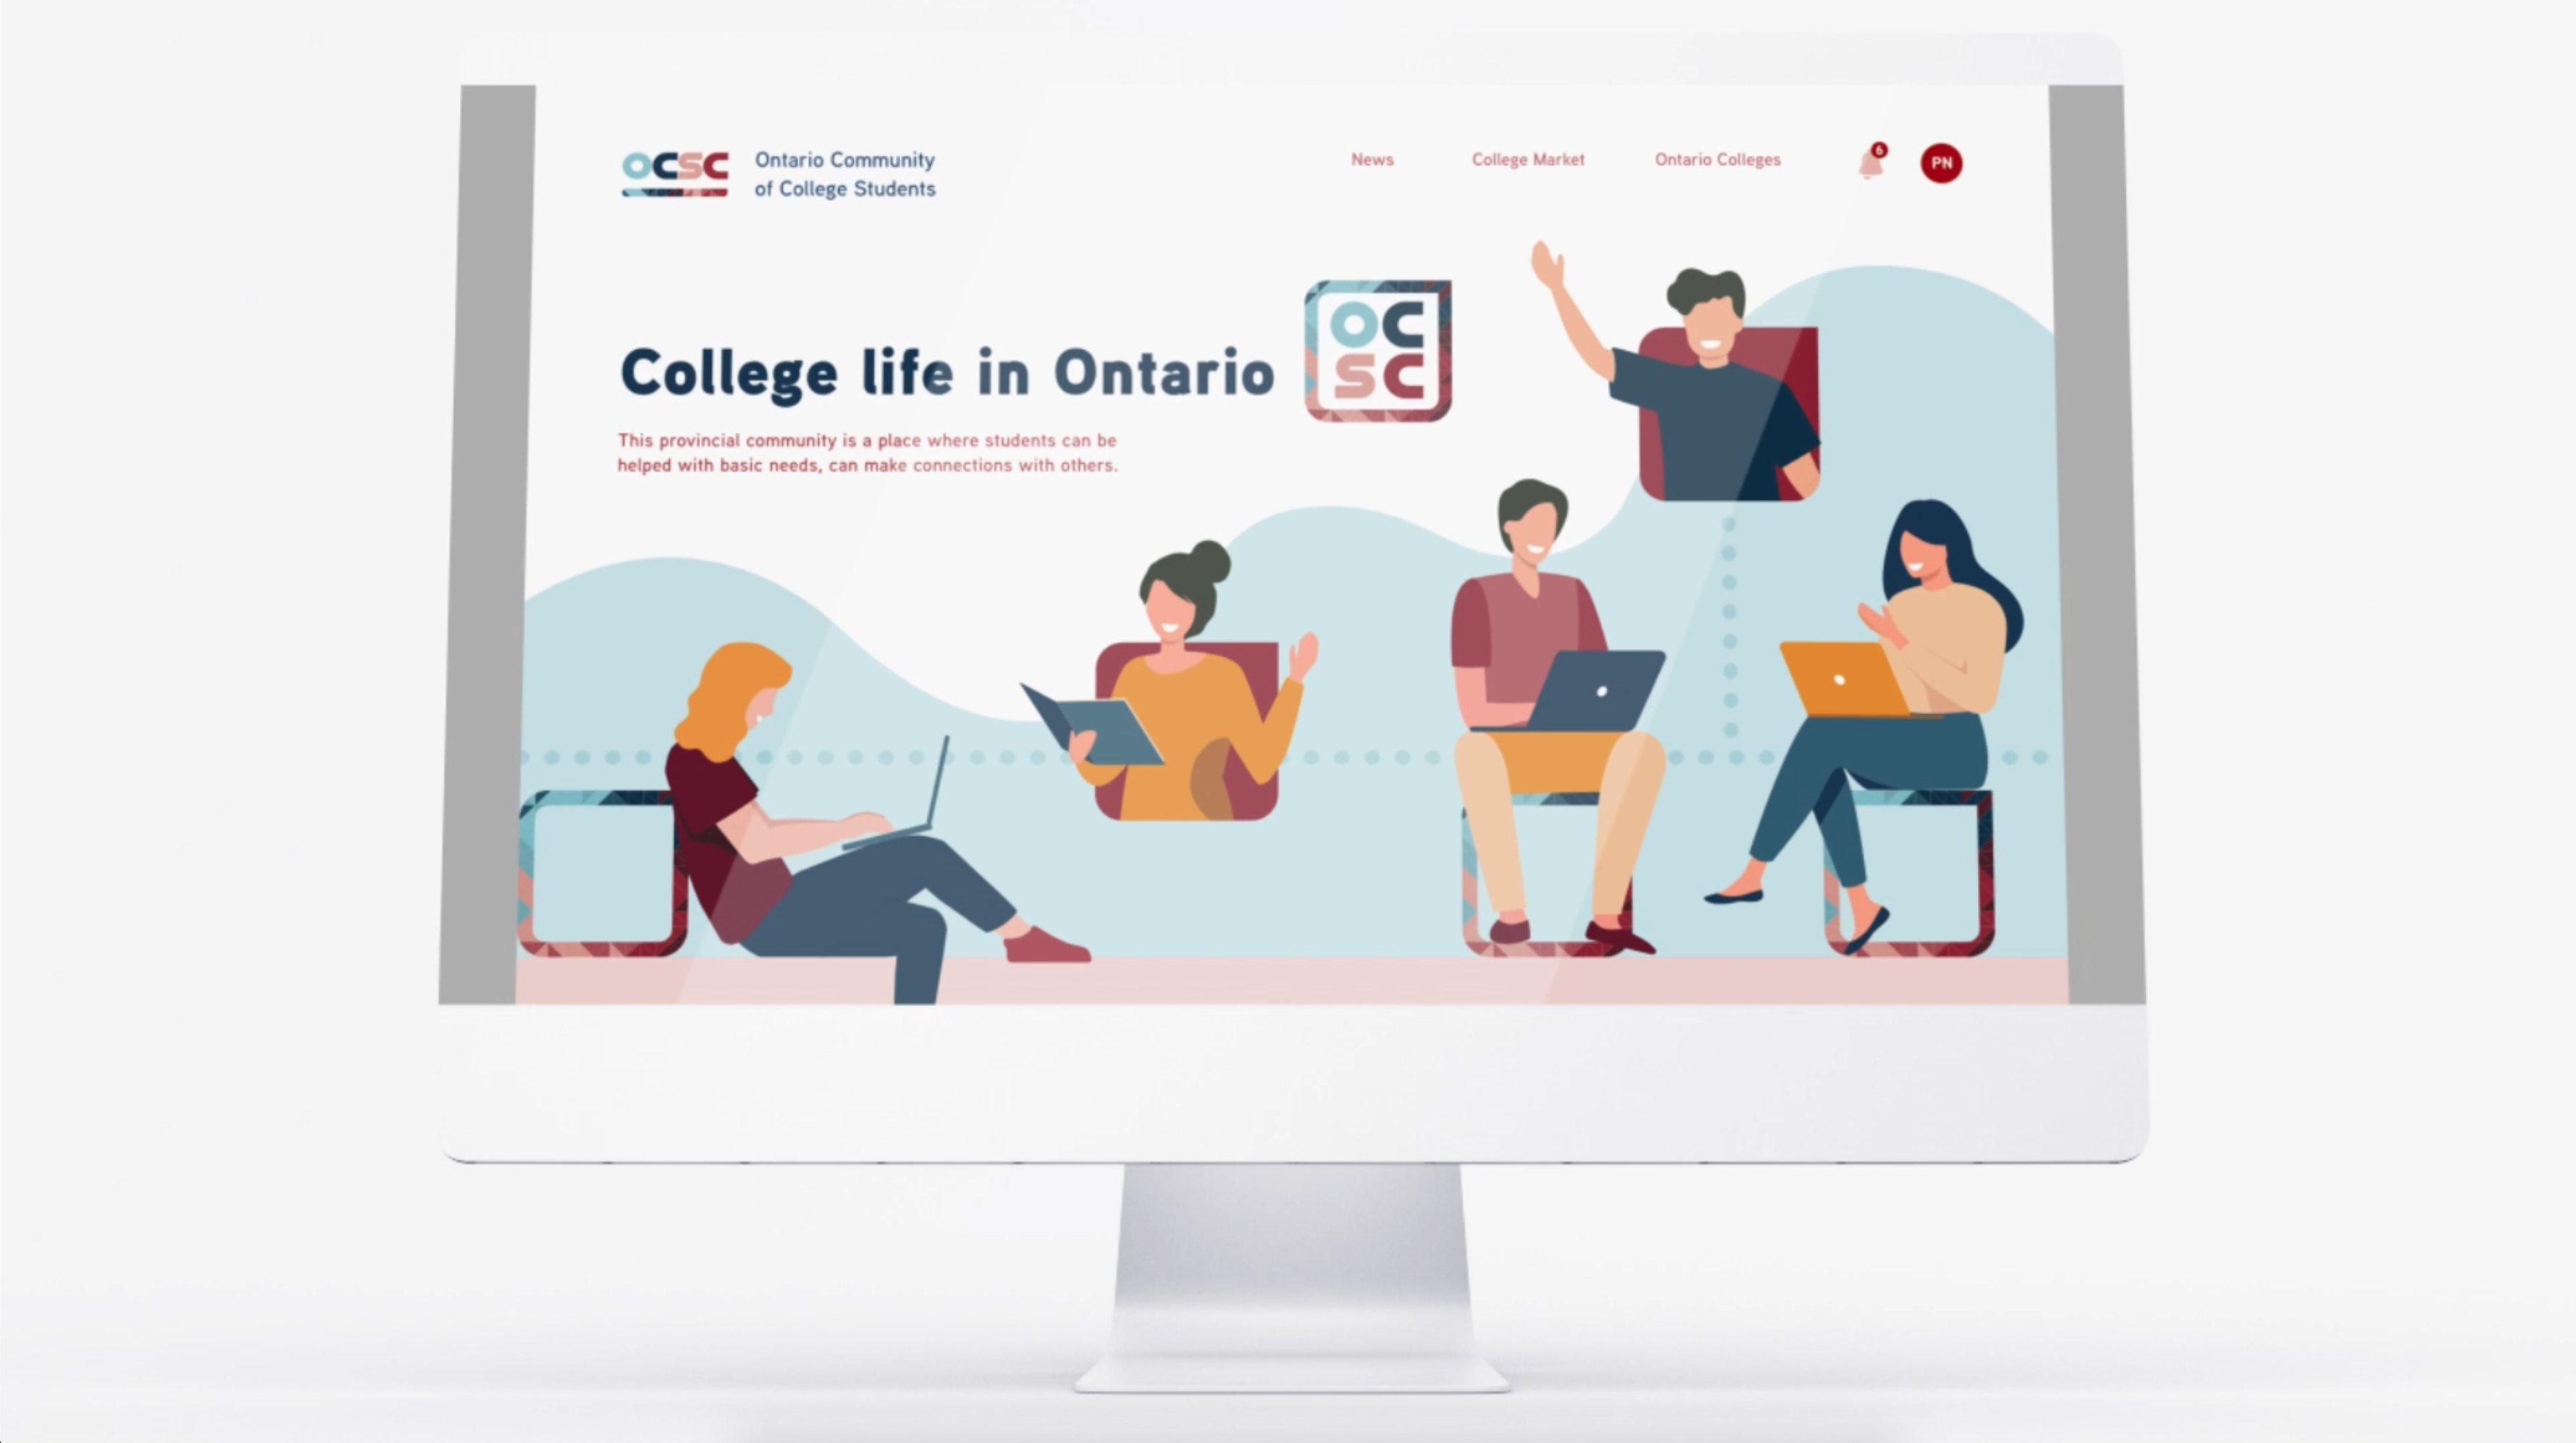 OCSC
Ontario Community
of College Students
News
College Market
Ontario Colleges
6
PN
OC
SC
College life in Ontario
This provincial community is a place where students can be
helped with basic needs, can make connections with others.